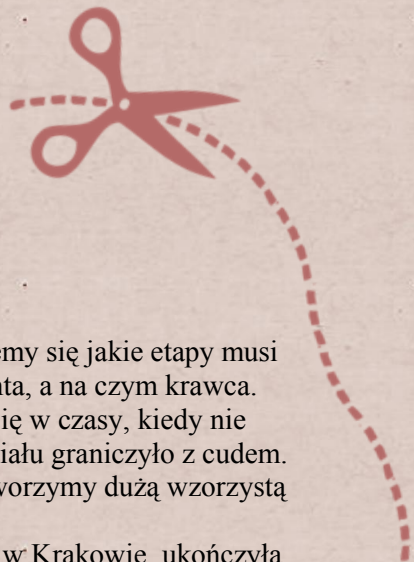 emy się jakie etapy musi
nta, a na czym krawca.
ię w czasy, kiedy nie
iału graniczyło z cudem.
worzymy dużą wzorzystą
w Krakowie, ukończyła